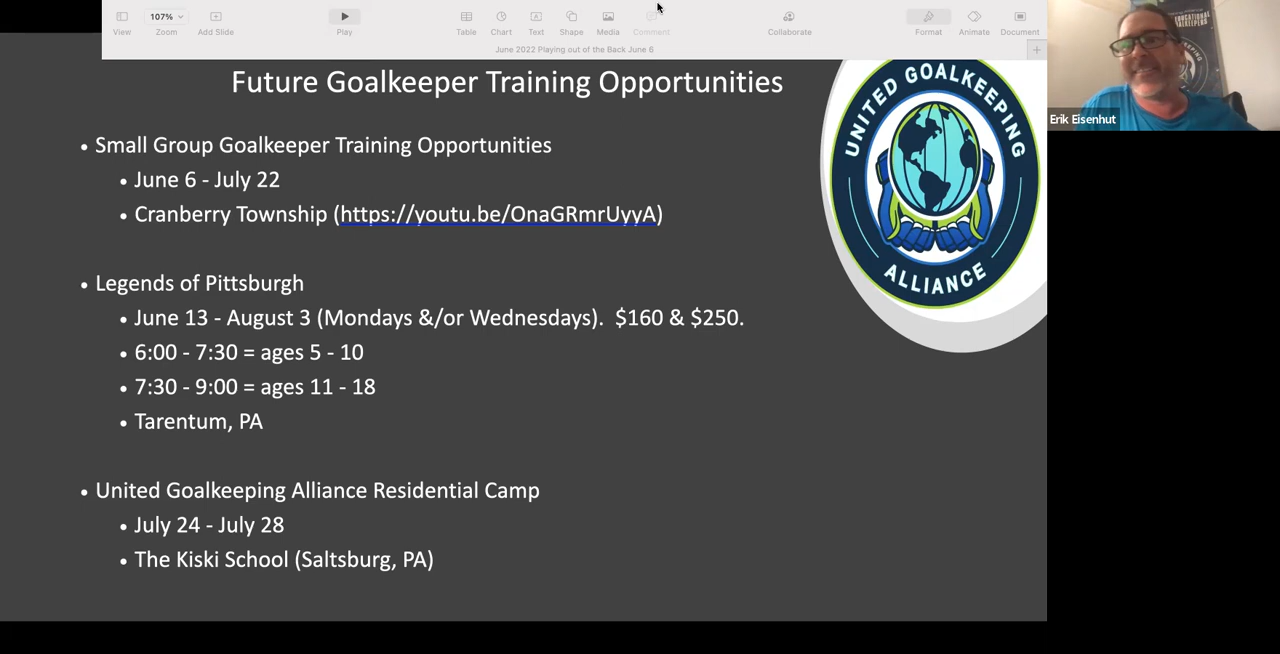 107%
View
Zoom
Add Slide
Play
Table
Chart
Text
Shape
Media
Comment
Collaborate
Format
Animate
Document
June 2022 Playing out of the Back June 6
Future Goalkeeper Training Opportunities
• Small Group Goalkeeper Training Opportunities
• June 6 - July 22
• Cranberry Township (https://youtu.be/OnaGRmrUyyA)
• Legends of Pittsburgh
• June 13 - August 3 (Mondays &/or Wednesdays).  $160 & $250.
• 6:00 - 7:30 = ages 5 - 10
• 7:30 - 9:00 = ages 11 - 18
• Tarentum, PA
• United Goalkeeping Alliance Residential Camp
• July 24 - July 28
• The Kiski School (Saltsburg, PA)
UNITED GOALKEEPING
ALLIANCE
Erik Eisenhut